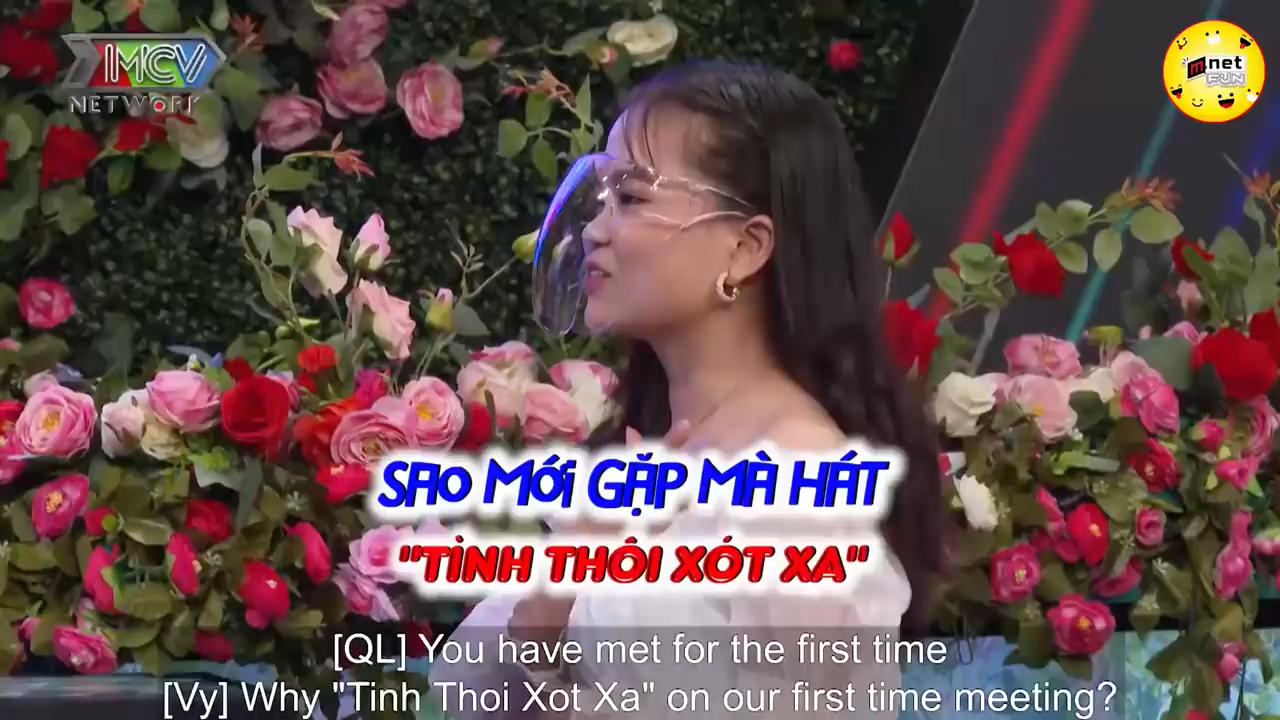 MCV
NETWORK
mnet
FUN
SAO MỚI GẶP MÀ HÁT
"TÌNH THÔI XÓT XA"
[QL] You have met for the first time
[Vy] Why "Tinh Thoi Xot Xa" on our first time meeting?